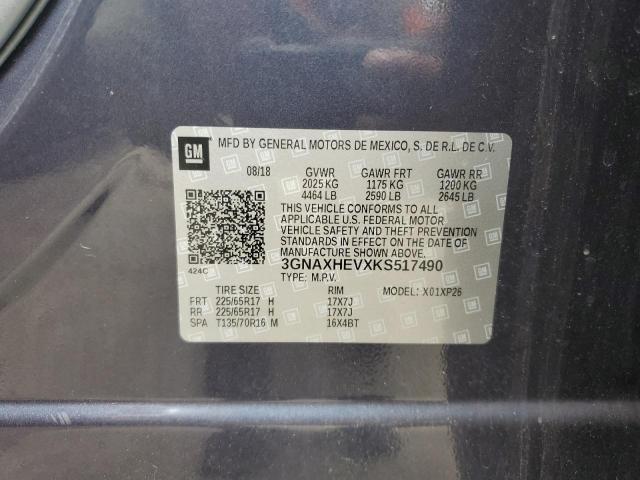 GM
MFD BY GENERAL MOTORS DE MEXICO, S. DE R.L. DE C.V.
08/18 GVWR GAWR FRT GAWR RR
2025 KG 1175 KG 1200 KG
4464 LB 2590 LB 2645 LB
THIS VEHICLE CONFORMS TO ALL
APPLICABLE U.S. FEDERAL MOTOR
VEHICLE SAFETY AND THEFT PREVENTION
STANDARDS IN EFFECT ON THE DATE OF
MANUFACTURE SHOWN ABOVE.
424C
3GNAXHEVXKS517490
TYPE: M.P.V. MODEL: X01XP26
TIRE SIZE RIM
FRT 225/65R17 H 17X7J
RR 225/65R17 H 17X7J
SPA T135/70R16 M 16X4BT